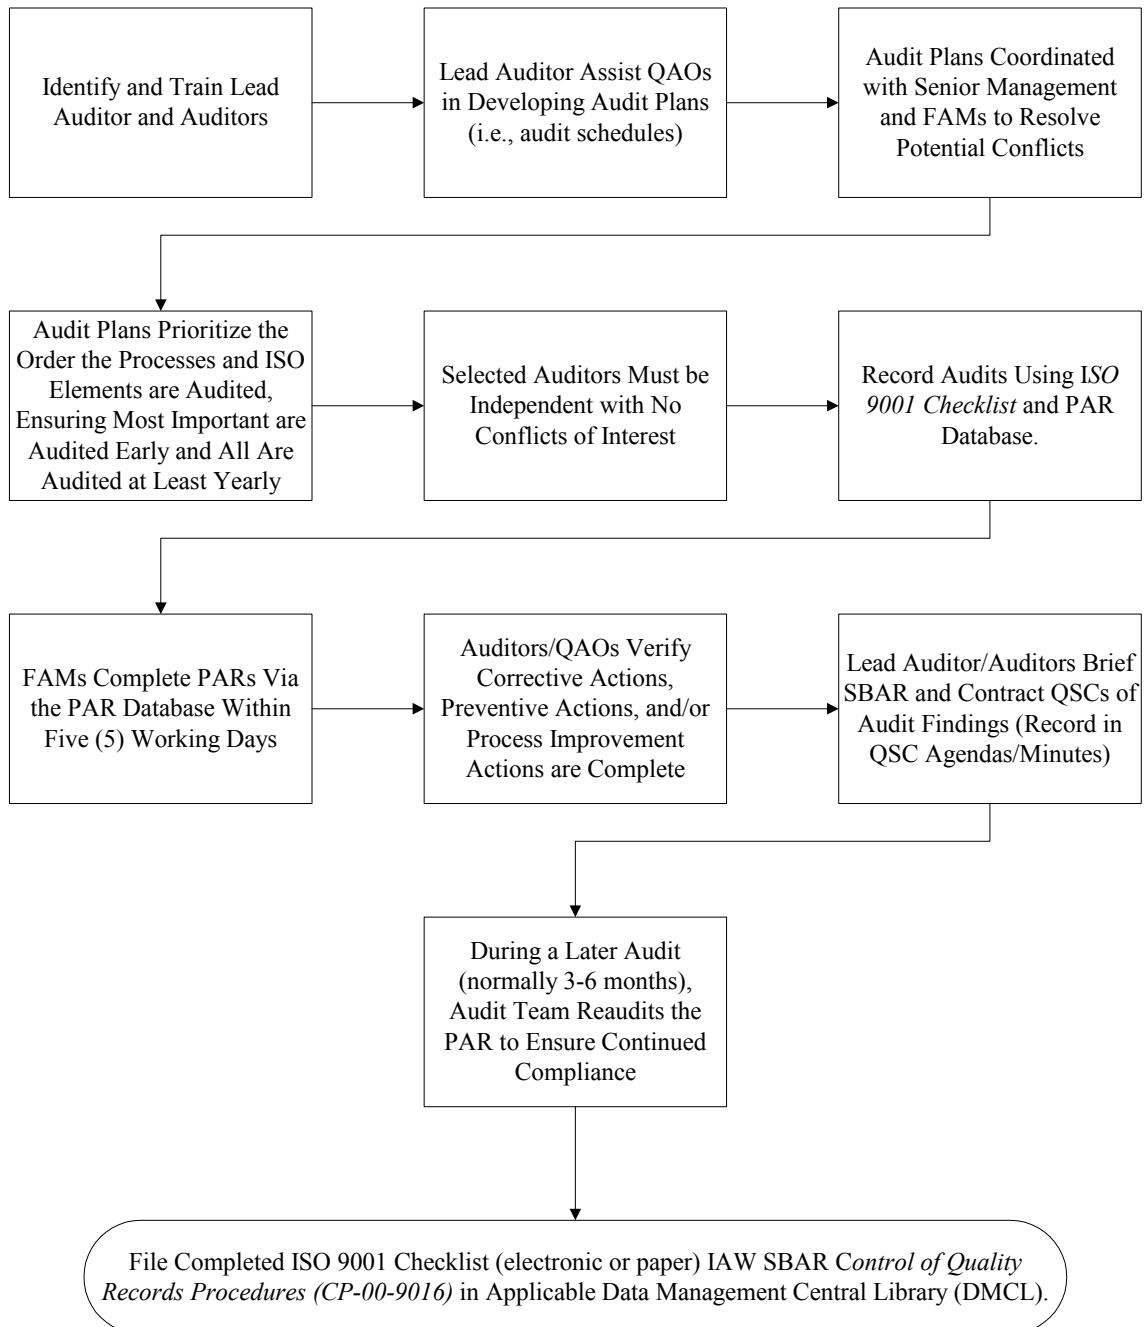 Identify and Train Lead
Auditor and Auditors
Lead Auditor Assist QAOs
in Developing Audit Plans
(i.e., audit schedules)
Audit Plans Coordinated
with Senior Management
and FAMs to Resolve
Potential Conflicts
Audit Plans Prioritize the
Order the Processes and ISO
Elements are Audited,
Ensuring Most Important are
Audited Early and All Are
Audited at Least Yearly
Selected Auditors Must be
Independent with No
Conflicts of Interest
Record Audits Using ISO
9001 Checklist and PAR
Database.
FAMs Complete PARs Via
the PAR Database Within
Five (5) Working Days
Auditors/QAOs Verify
Corrective Actions,
Preventive Actions, and/or
Process Improvement
Actions are Complete
Lead Auditor/Auditors Brief
SBAR and Contract QSCs of
Audit Findings (Record in
QSC Agendas/Minutes)
During a Later Audit
(normally 3-6 months),
Audit Team Reaudits the
PAR to Ensure Continued
Compliance
File Completed ISO 9001 Checklist (electronic or paper) IAW SBAR Control of Quality
Records Procedures (CP-00-9016) in Applicable Data Management Central Library (DMCL).